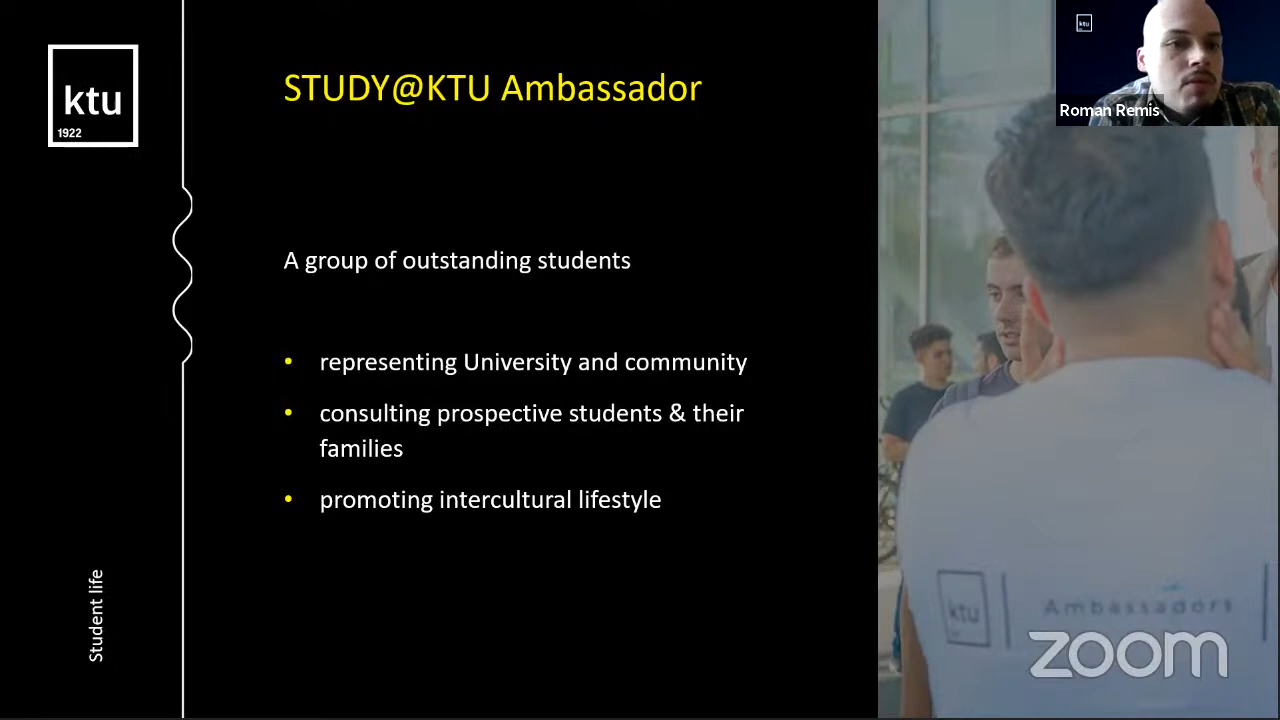 ktu
1922
STUDY@KTU Ambassador
A group of outstanding students
• representing University and community
• consulting prospective students & their
families
• promoting intercultural lifestyle
Student life
ktu
Roman Remis
ktu
Ambassadors
zoom